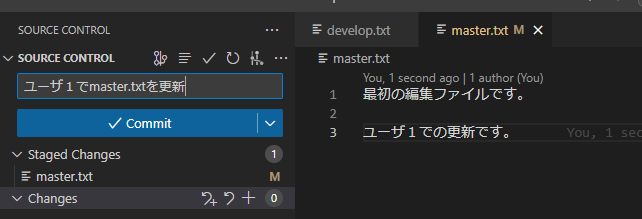 SOURCE CONTROL
SOURCE CONTROL
ユーザ１でmaster.txtを更新
Commit
Staged Changes 1
master.txt M
Changes 0
develop.txt master.txt M
master.txt
You, 1 second ago | 1 author (You)
1 最初の編集ファイルです。
2
3 ユーザ１での更新です。 You, 1 sec